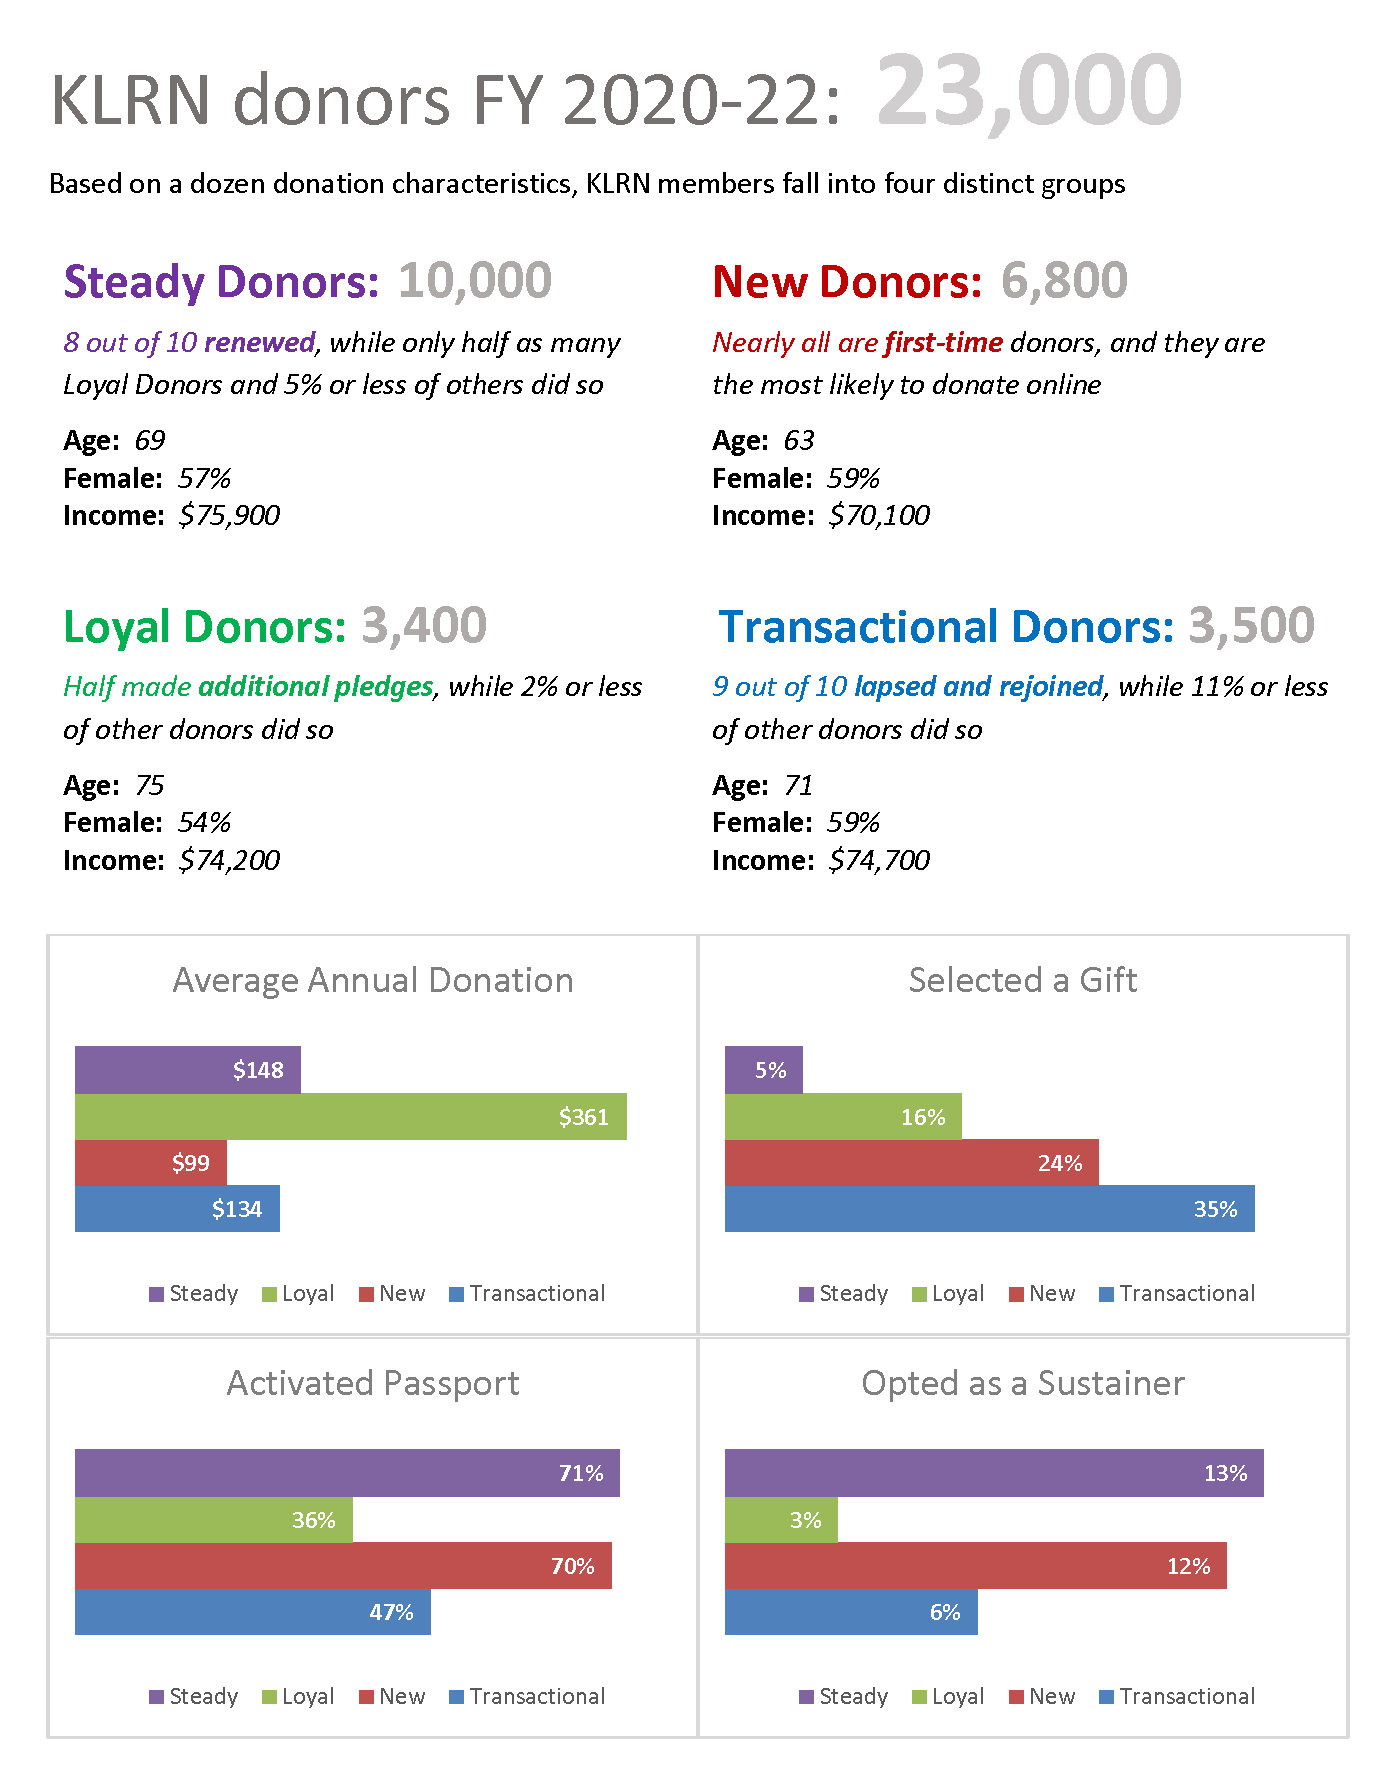 KLRN donors FY 2020-22: 23,000
Based on a dozen donation characteristics, KLRN members fall into four distinct groups
Steady Donors: 10,000
8 out of 10 renewed, while only half as many
Loyal Donors and 5% or less of others did so
Age: 69
Female: 57%
Income: $75,900
New Donors: 6,800
Nearly all are first-time donors, and they are
the most likely to donate online
Age: 63
Female: 59%
Income: $70,100
Loyal Donors: 3,400
Half made additional pledges, while 2% or less
of other donors did so
Age: 75
Female: 54%
Income: $74,200
Transactional Donors: 3,500
9 out of 10 lapsed and rejoined, while 11% or less
of other donors did so
Age: 71
Female: 59%
Income: $74,700
Average Annual Donation
$148
$361
$99
$134
Steady Loyal New Transactional
Selected a Gift
5%
16%
24%
35%
Steady Loyal New Transactional
Activated Passport
71%
36%
70%
47%
Steady Loyal New Transactional
Opted as a Sustainer
13%
3%
12%
6%
Steady Loyal New Transactional